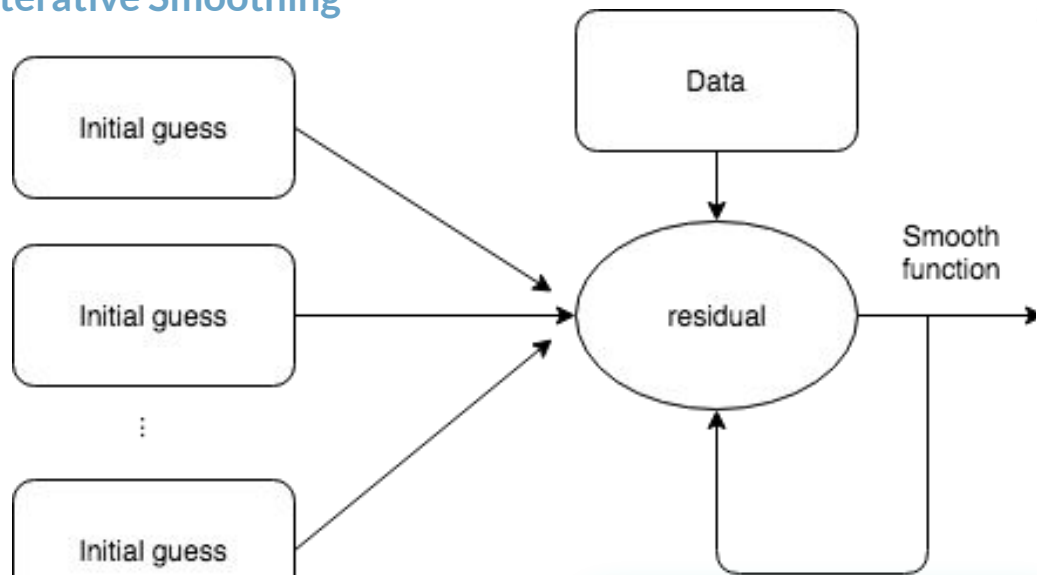 terative Smoothing
Initial guess
Data
Smooth
function
Initial guess
residual
⋮
Initial guess